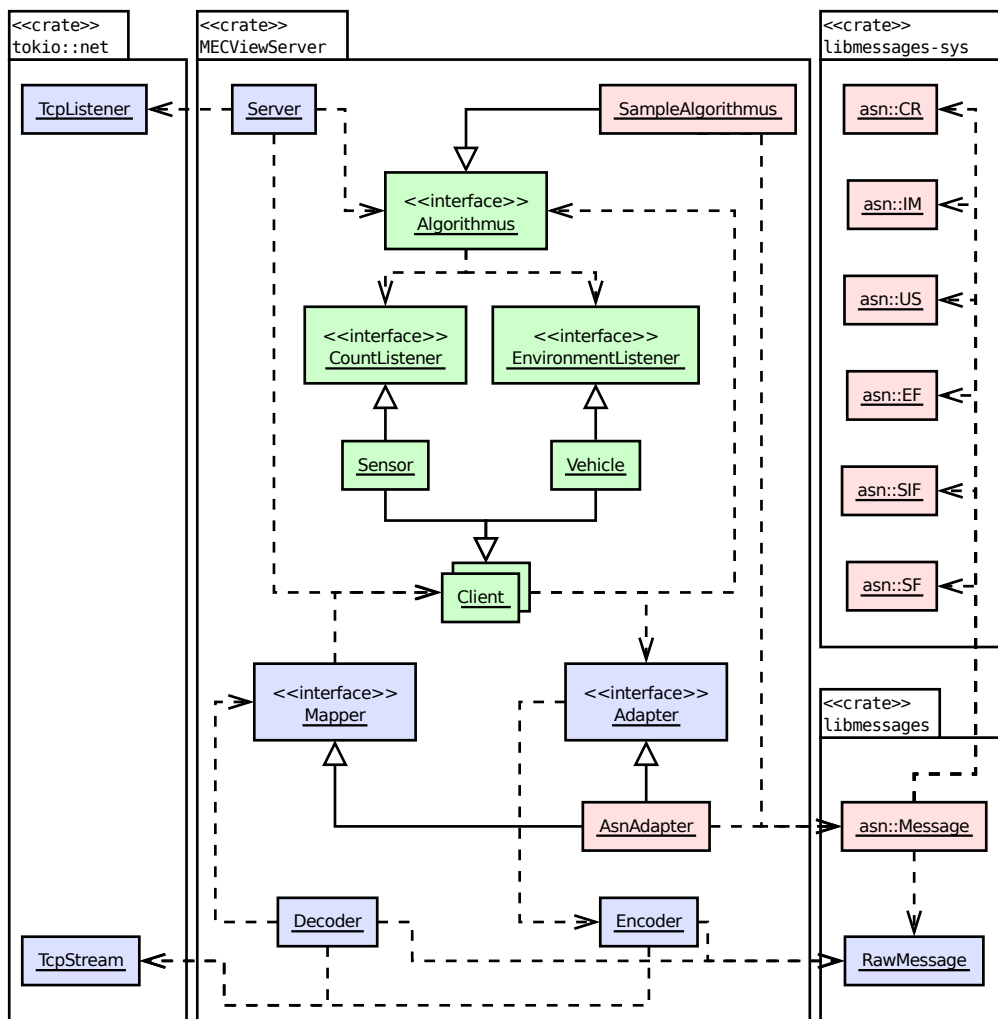 <<crate>>
tokio::net
<<crate>>
MECViewServer
<<crate>>
libmessages-sys
TcpListener
Server
SampleAlgorithmus
asn::CR
<<interface>>
Algorithmus
asn::IM
<<interface>>
CountListener
<<interface>>
EnvironmentListener
asn::US
asn::EF
Sensor
Vehicle
asn::SIF
Client
asn::SF
<<interface>>
Mapper
<<interface>>
Adapter
<<crate>>
libmessages
AsnAdapter
asn::Message
Decoder
Encoder
TcpStream
RawMessage